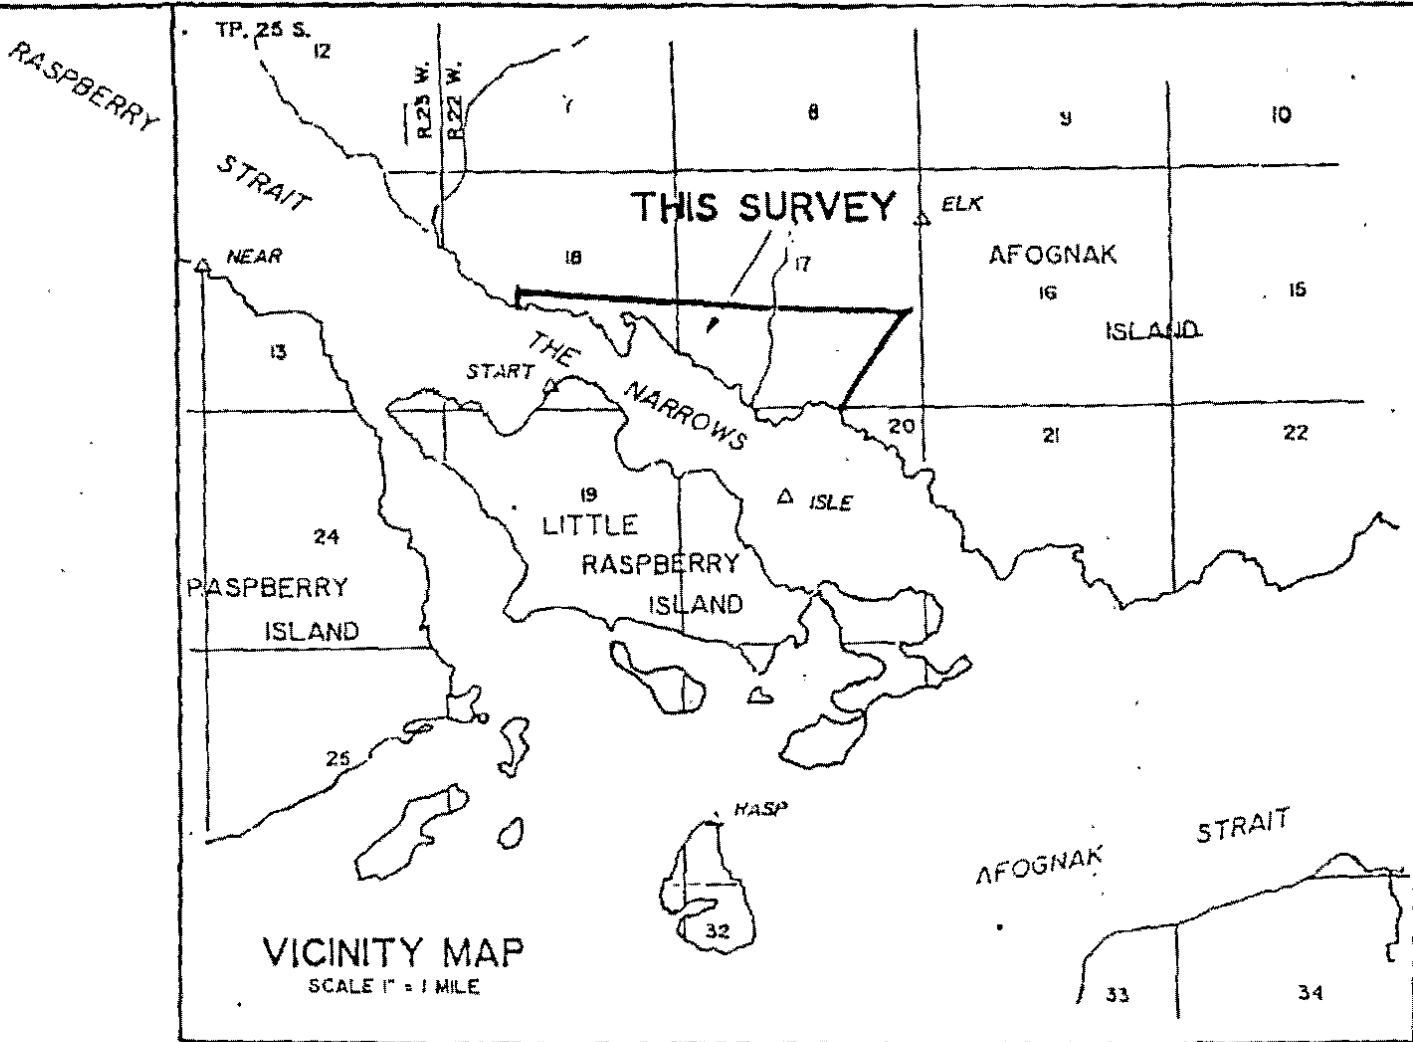 TP. 25 S.
12
RASPBERRY
STRAIT
R.23 W.
R.22 W.
7
8
9
10
THIS SURVEY
ELK
NEAR
18
17
AFOGNAK
16
15
ISLAND
13
START
THE
NARROWS
20
21
22
19
ISLE
LITTLE
RASPBERRY
ISLAND
24
RASPBERRY
ISLAND
25
RASP
AFOGNAK
STRAIT
32
VICINITY MAP
SCALE 1" = 1 MILE
33
34